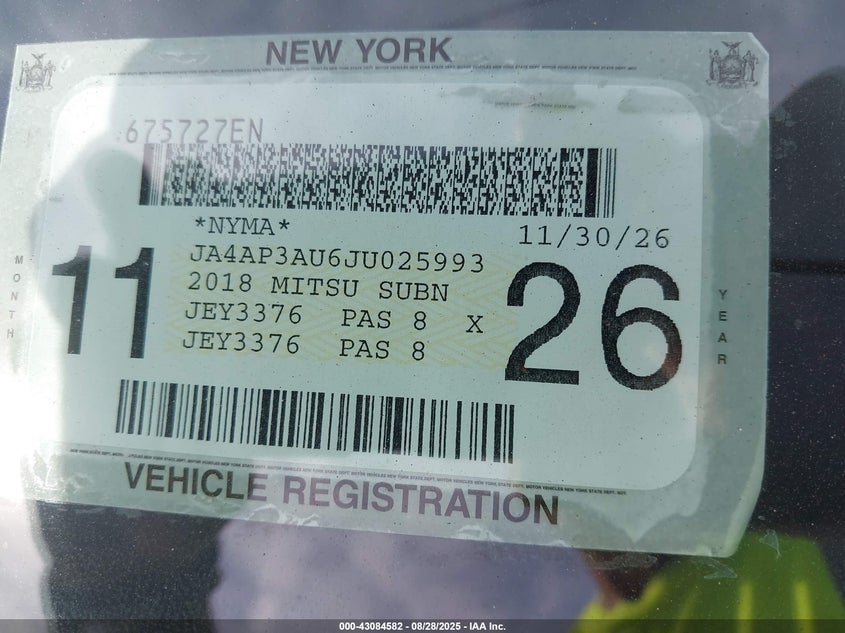 NEW YORK
675727EN
*NYMA*
11/30/26
JA4AP3AU6JU025993
2018 MITSU SUBN
JEY3376 PAS 8 X
JEY3376 PAS 8
MONTH
11
26
YEAR
VEHICLE REGISTRATION
000-43084582 - 08/28/2025 - IAA Inc.